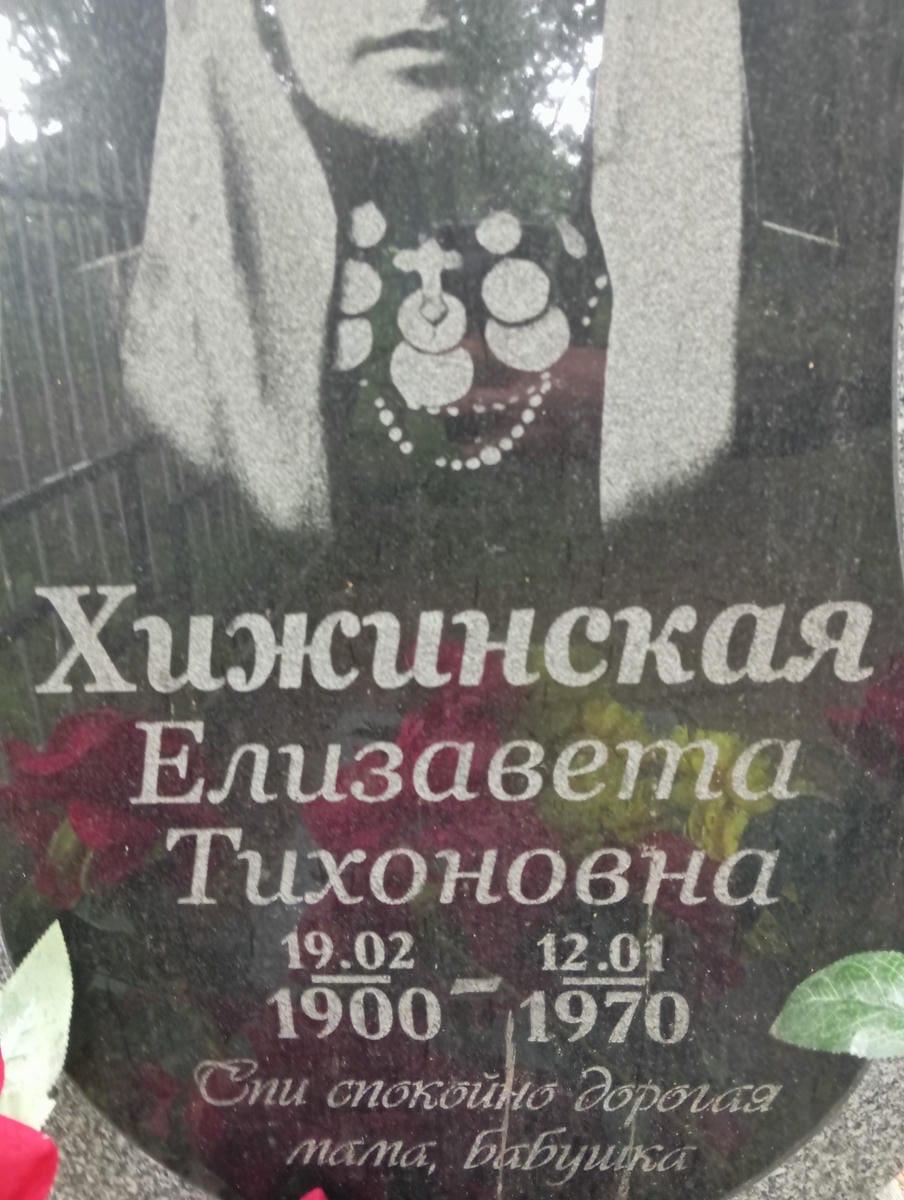 Хижинская
Елизавета
Тихоновна
19.02 12.01
1900 – 1970
Спи спокойно дорогая
мама, бабушка